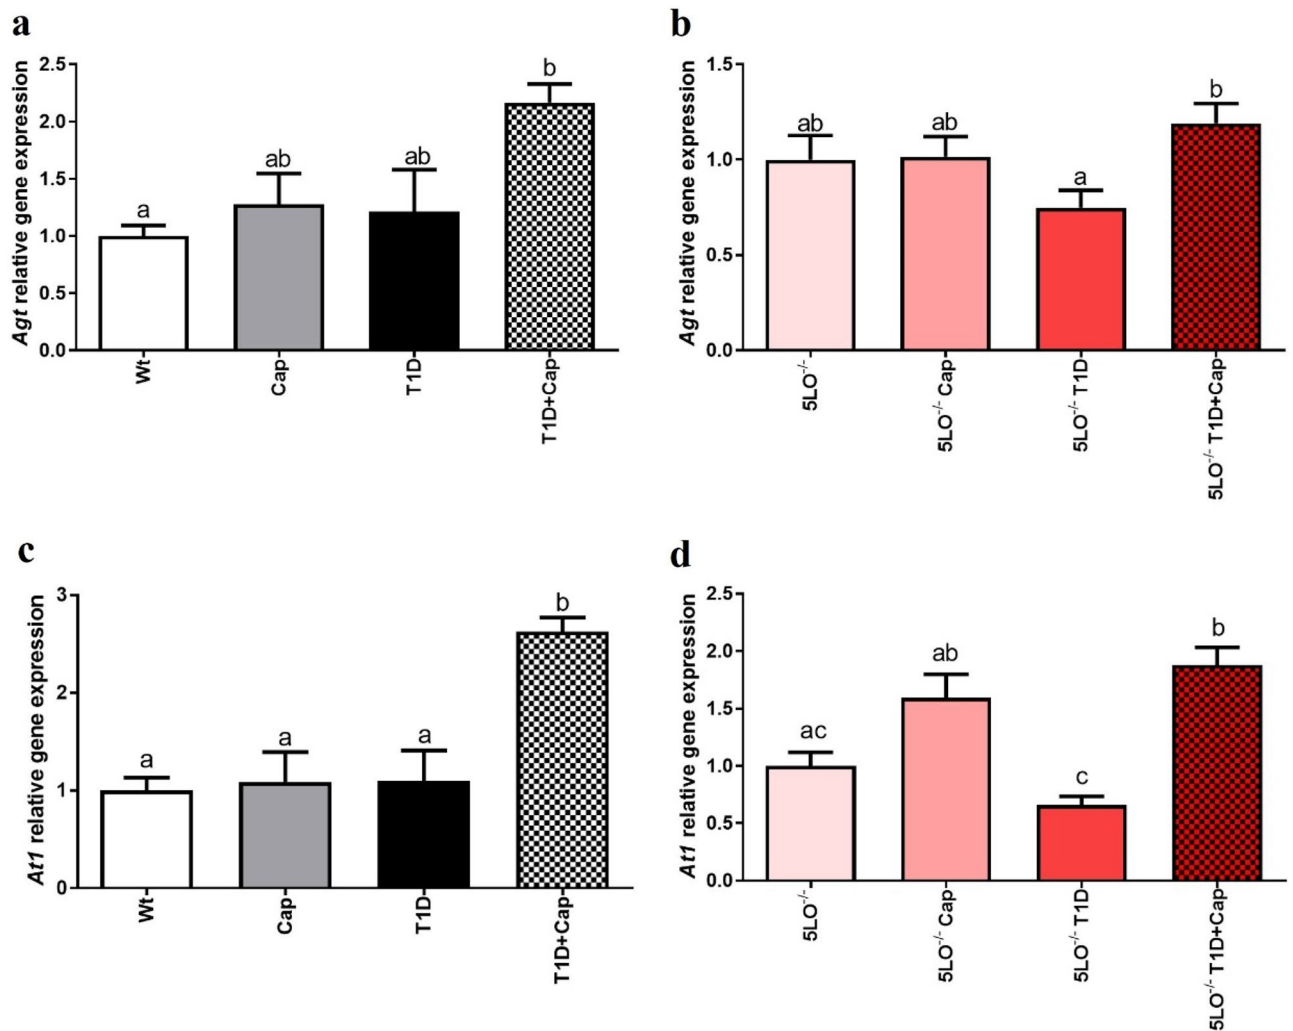 a
Agt relative gene expression
2.5
2.0
1.5
1.0
0.5
0.0
a
ab
ab
b
Wt
Cap
T1D
T1D+Cap
b
Agt relative gene expression
1.5
1.0
0.5
0.0
ab
ab
a
b
5LO-/-
5LO-/- Cap
5LO-/- T1D
5LO-/- T1D+Cap
c
At1 relative gene expression
3
2
1
0
a
a
a
b
Wt
Cap
T1D
T1D+Cap
d
At1 relative gene expression
2.5
2.0
1.5
1.0
0.5
0.0
ac
ab
c
b
5LO-/-
5LO-/- Cap
5LO-/- T1D
5LO-/- T1D+Cap